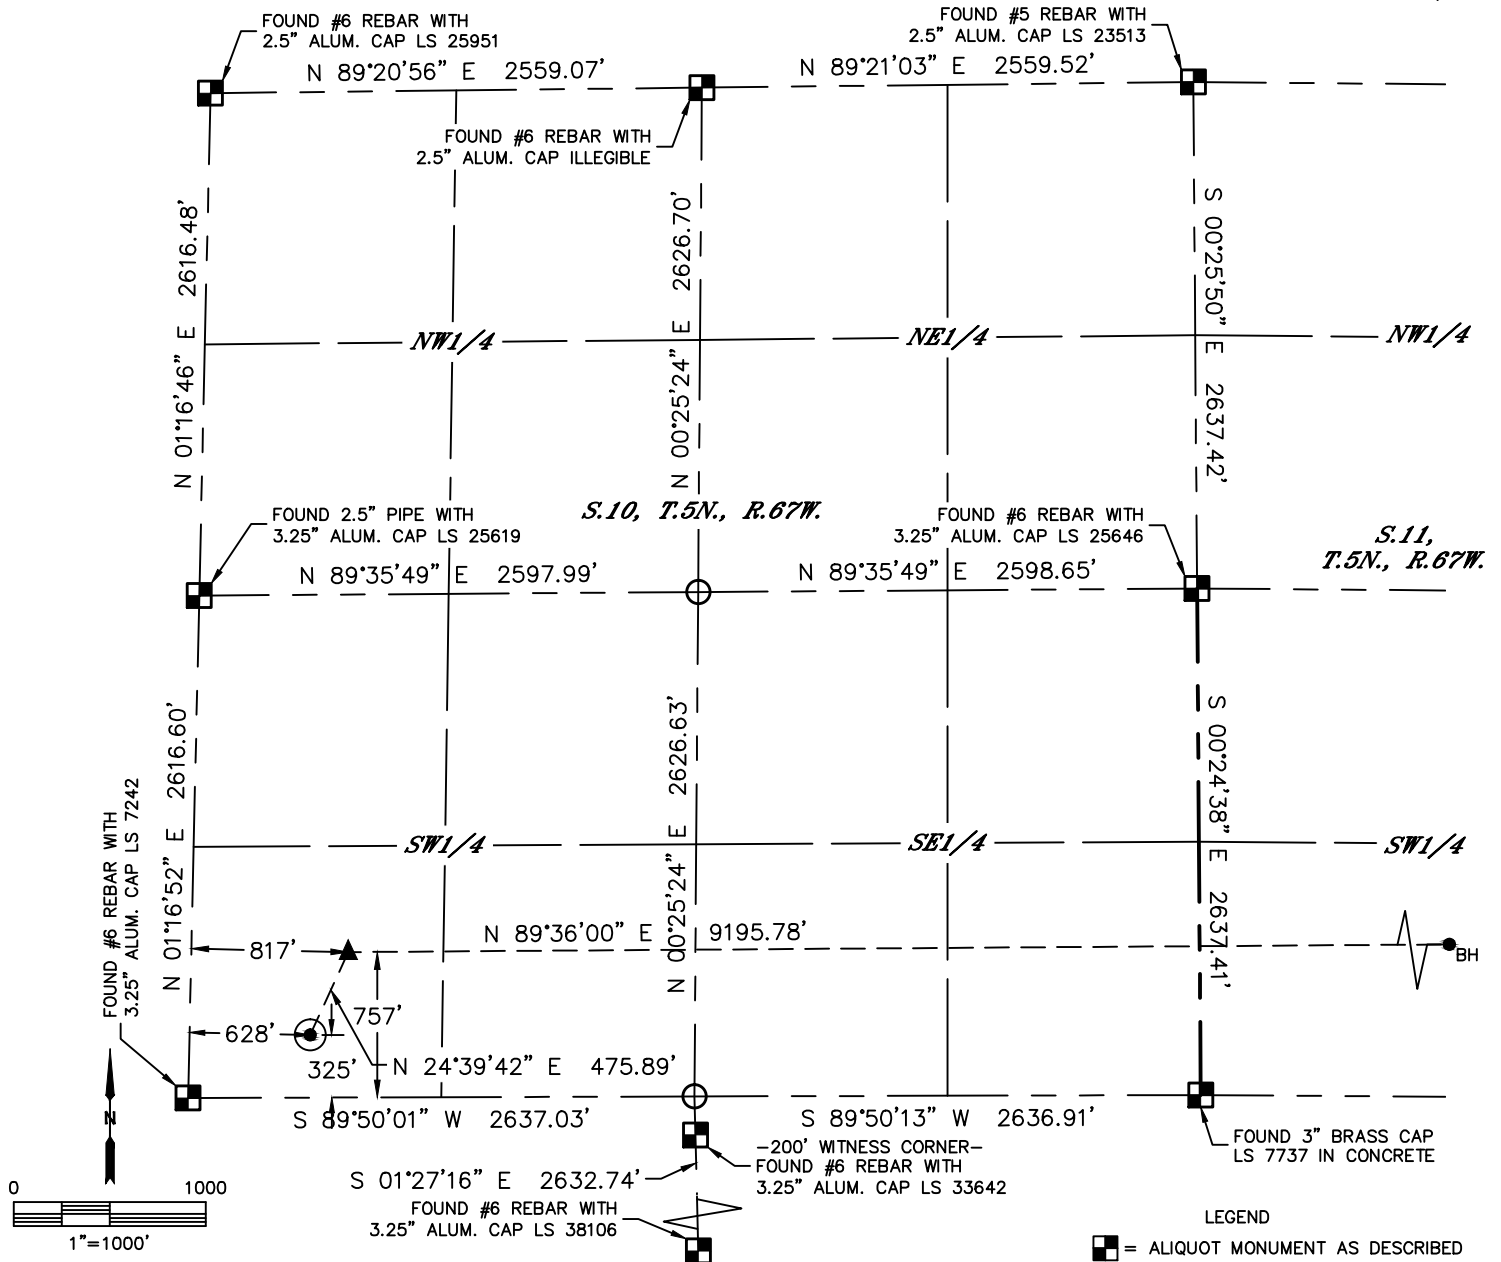 FOUND #6 REBAR WITH
2.5" ALUM. CAP LS 25951
FOUND #5 REBAR WITH
2.5" ALUM. CAP LS 23513
N 89°20'56" E 2559.07'
N 89°21'03" E 2559.52'
FOUND #6 REBAR WITH
2.5" ALUM. CAP ILLEGIBLE
N 01°16'46" E 2616.48'
N 00°25'24" E 2626.70'
S 00°25'50" E 2637.42'
NW1/4
NE1/4
NW1/4
FOUND 2.5" PIPE WITH
3.25" ALUM. CAP LS 25619
S.10, T.5N., R.67W.
FOUND #6 REBAR WITH
3.25" ALUM. CAP LS 25646
S.11,
T.5N., R.67W.
N 89°35'49" E 2597.99'
N 89°35'49" E 2598.65'
N 01°16'52" E 2616.60'
N 00°25'24" E 2626.63'
S 00°24'38" E 2637.41'
FOUND #6 REBAR WITH
3.25" ALUM. CAP LS 7242
SW1/4
SE1/4
SW1/4
N 89°36'00" E 9195.78'
817'
BH
757'
628'
325'
N 24°39'42" E 475.89'
N
S 89°50'01" W 2637.03'
S 89°50'13" W 2636.91'
FOUND 3" BRASS CAP
LS 7737 IN CONCRETE
-200' WITNESS CORNER-
FOUND #6 REBAR WITH
3.25" ALUM. CAP LS 33642
S 01°27'16" E 2632.74'
FOUND #6 REBAR WITH
3.25" ALUM. CAP LS 38106
0 1000
1"=1000'
LEGEND
= ALIQUOT MONUMENT AS DESCRIBED